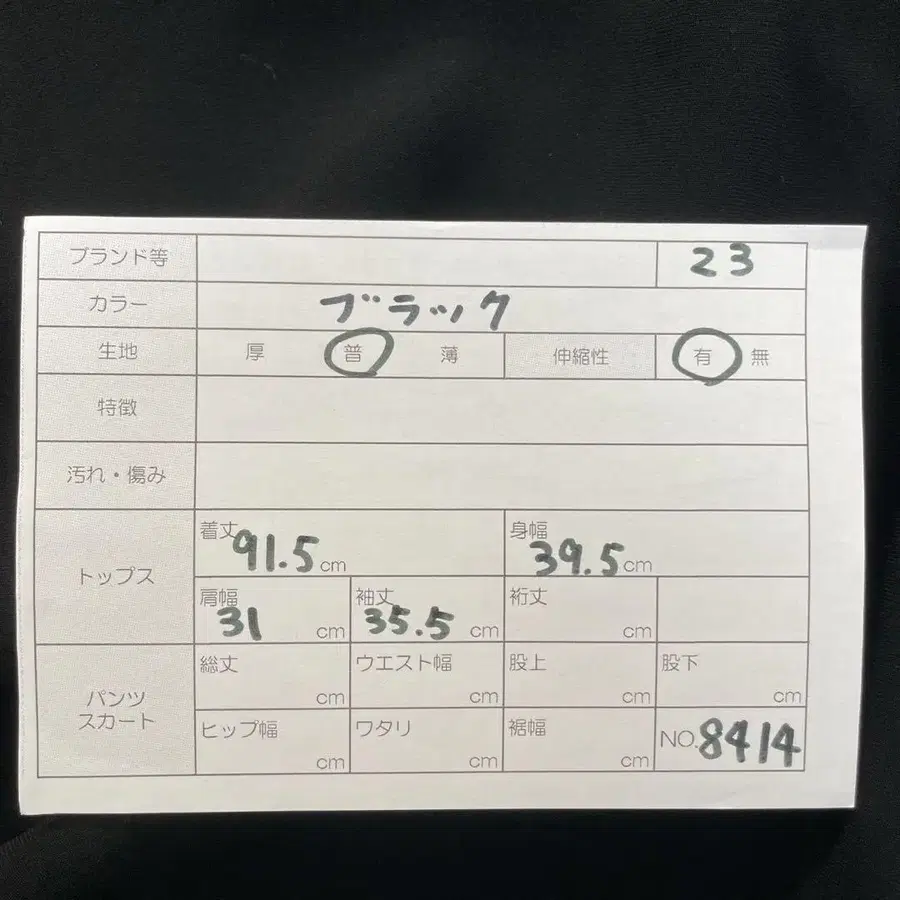 ブランド等 23
カラー ブラック
生地 厚 普 薄 伸縮性 有 無
特徴
汚れ・傷み
トップス
着丈 91.5cm 身幅 39.5cm
肩幅 31 cm 袖丈 35.5 cm 裄丈 cm
パンツ
スカート
総丈 cm ウエスト幅 cm 股上 cm 股下 cm
ヒップ幅 cm ワタリ cm 裾幅 cm NO.8414